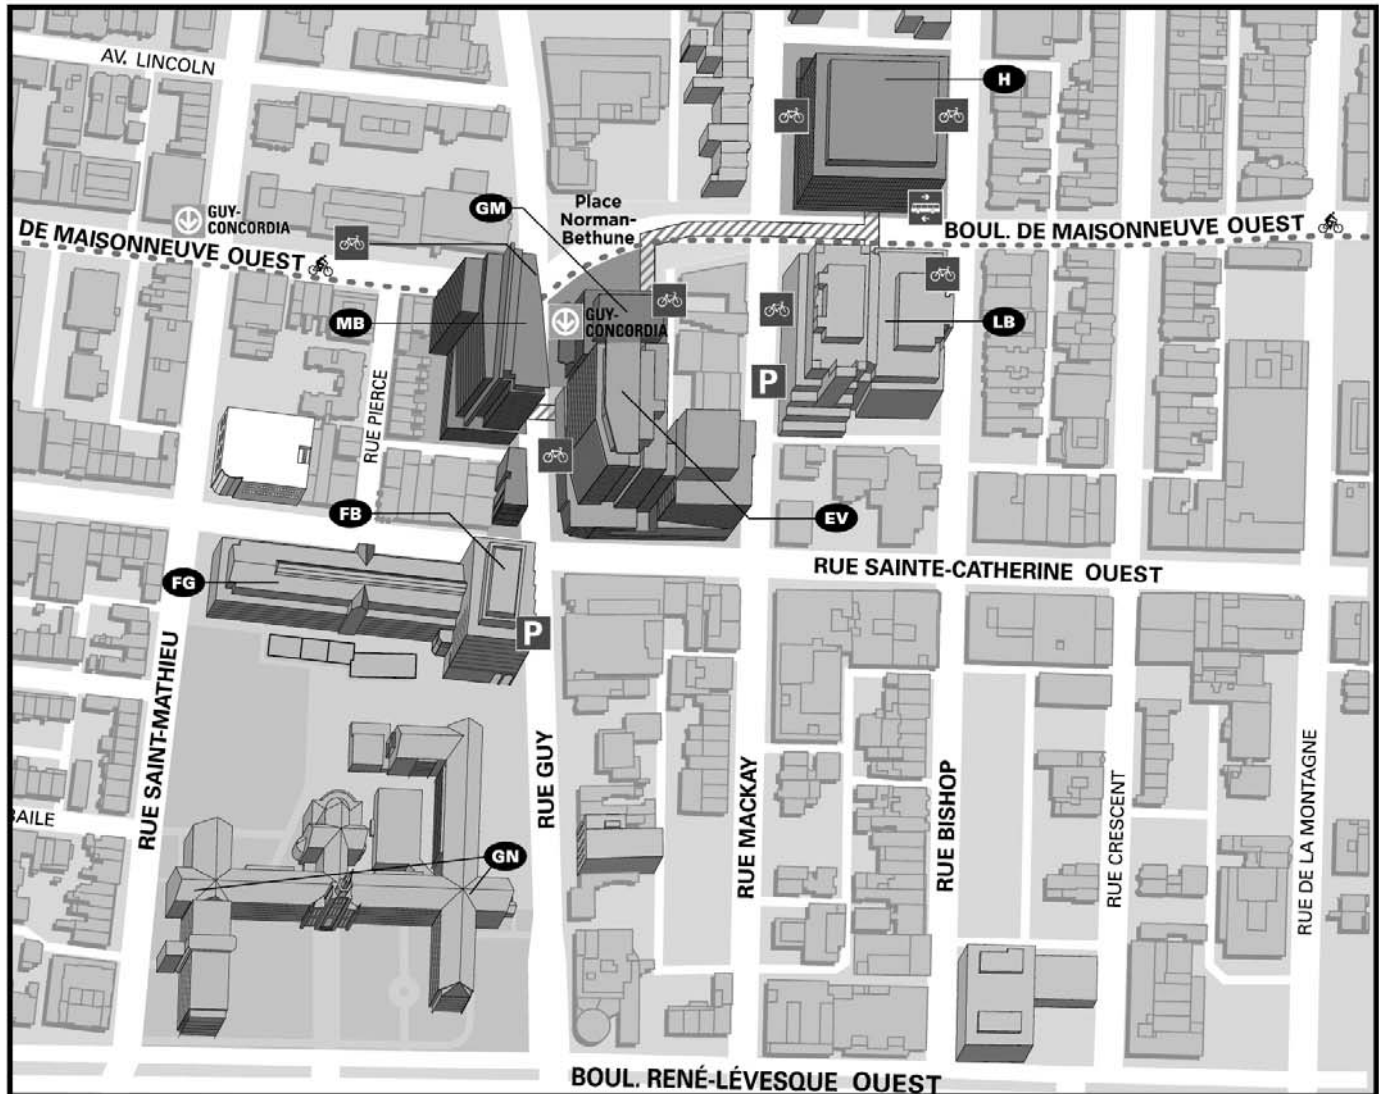 AV. LINCOLN
H
GUY-
CONCORDIA
GM
Place
Norman-
Bethune
DE MAISONNEUVE OUEST
BOUL. DE MAISONNEUVE OUEST
MB
GUY-
CONCORDIA
LB
P
RUE PIERCE
FB
EV
FG
RUE SAINTE-CATHERINE OUEST
P
RUE SAINT-MATHIEU
RUE GUY
RUE MACKAY
RUE BISHOP
RUE CRESCENT
RUE DE LA MONTAGNE
BAILE
GN
BOUL. RENÉ-LÉVESQUE OUEST